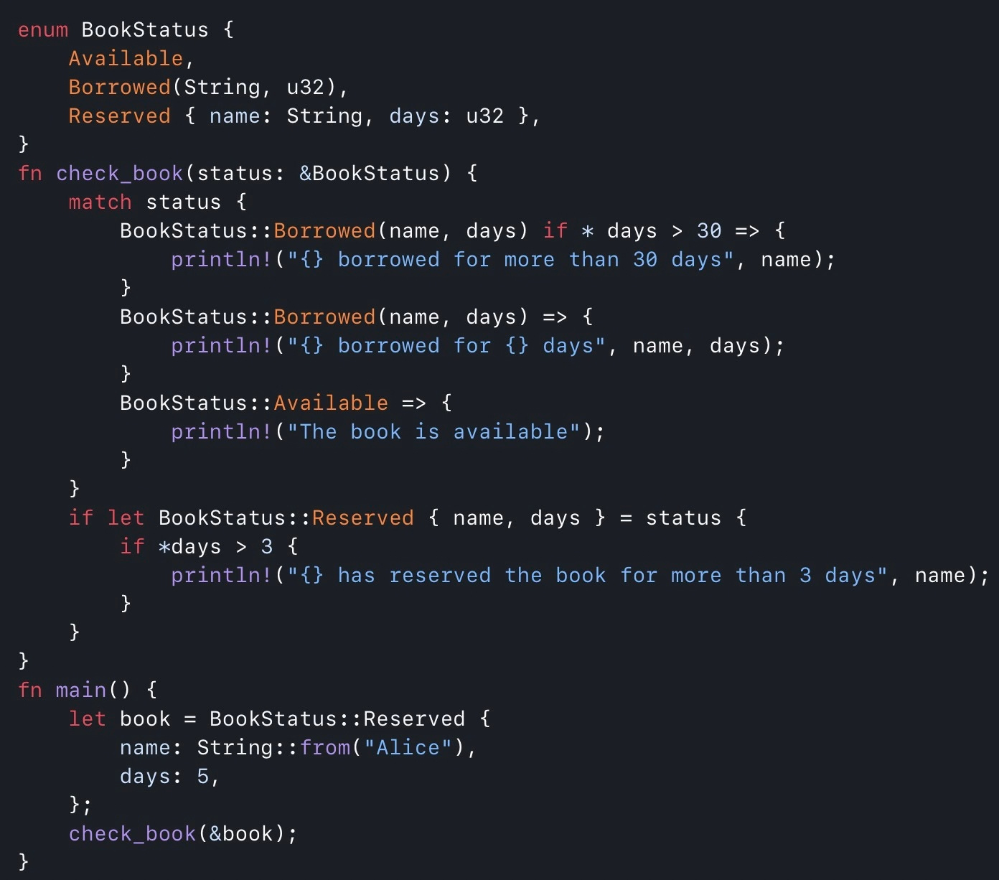 enum BookStatus {
    Available,
    Borrowed(String, u32),
    Reserved { name: String, days: u32 },
}
fn check_book(status: &BookStatus) {
    match status {
        BookStatus::Borrowed(name, days) if * days > 30 => {
            println!("{} borrowed for more than 30 days", name);
        }
        BookStatus::Borrowed(name, days) => {
            println!("{} borrowed for {} days", name, days);
        }
        BookStatus::Available => {
            println!("The book is available");
        }
    }
    if let BookStatus::Reserved { name, days } = status {
        if *days > 3 {
            println!("{} has reserved the book for more than 3 days", name);
        }
    }
}
fn main() {
    let book = BookStatus::Reserved {
        name: String::from("Alice"),
        days: 5,
    };
    check_book(&book);
}